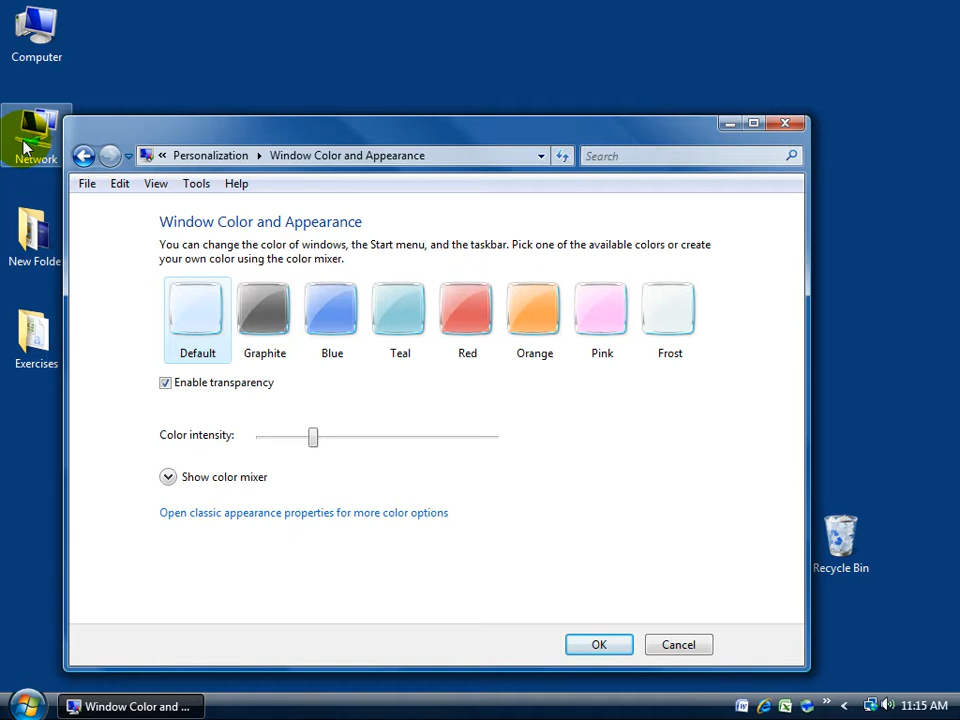 Computer
Network
New Folde
Exercises
« Personalization Window Color and Appearance
Search
File Edit View Tools Help
Window Color and Appearance
You can change the color of windows, the Start menu, and the taskbar. Pick one of the available colors or create
your own color using the color mixer.
Default Graphite Blue Teal Red Orange Pink Frost
Enable transparency
Color intensity:
Show color mixer
Open classic appearance properties for more color options
OK Cancel
Recycle Bin
Window Color and ...
11:15 AM